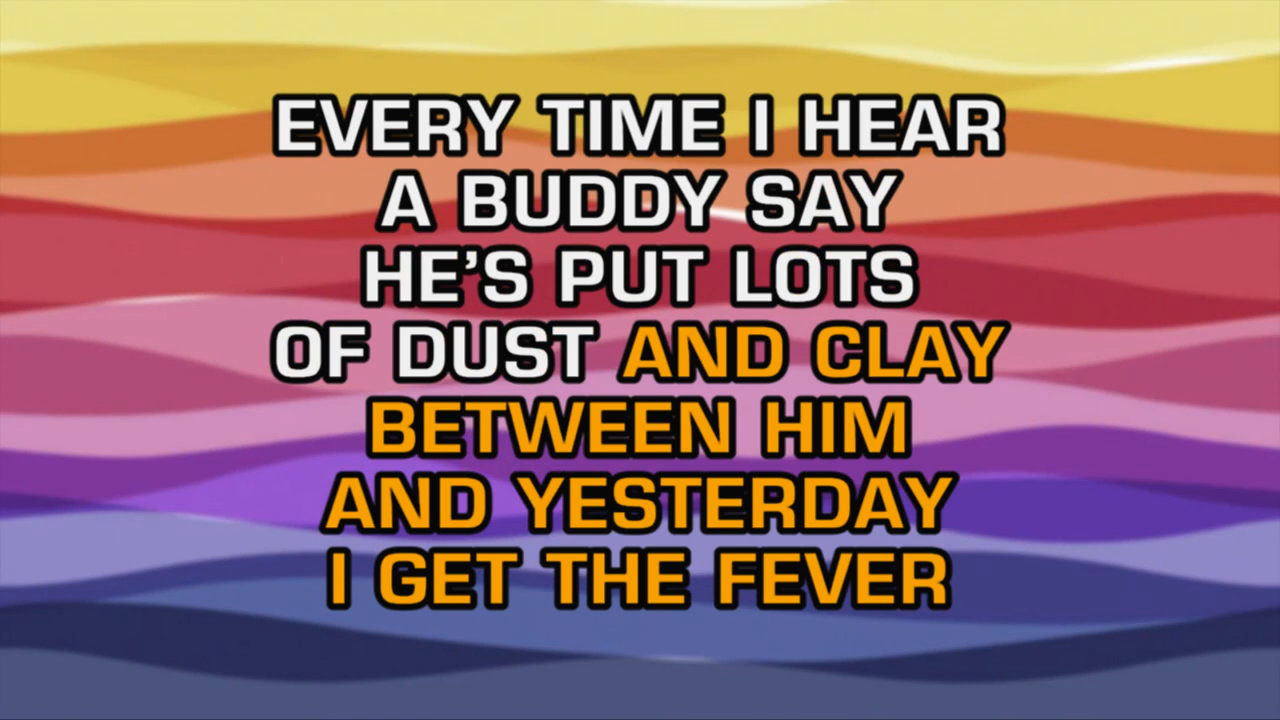 EVERY TIME I HEAR
A BUDDY SAY
HE'S PUT LOTS
OF DUST AND CLAY
BETWEEN HIM
AND YESTERDAY
I GET THE FEVER